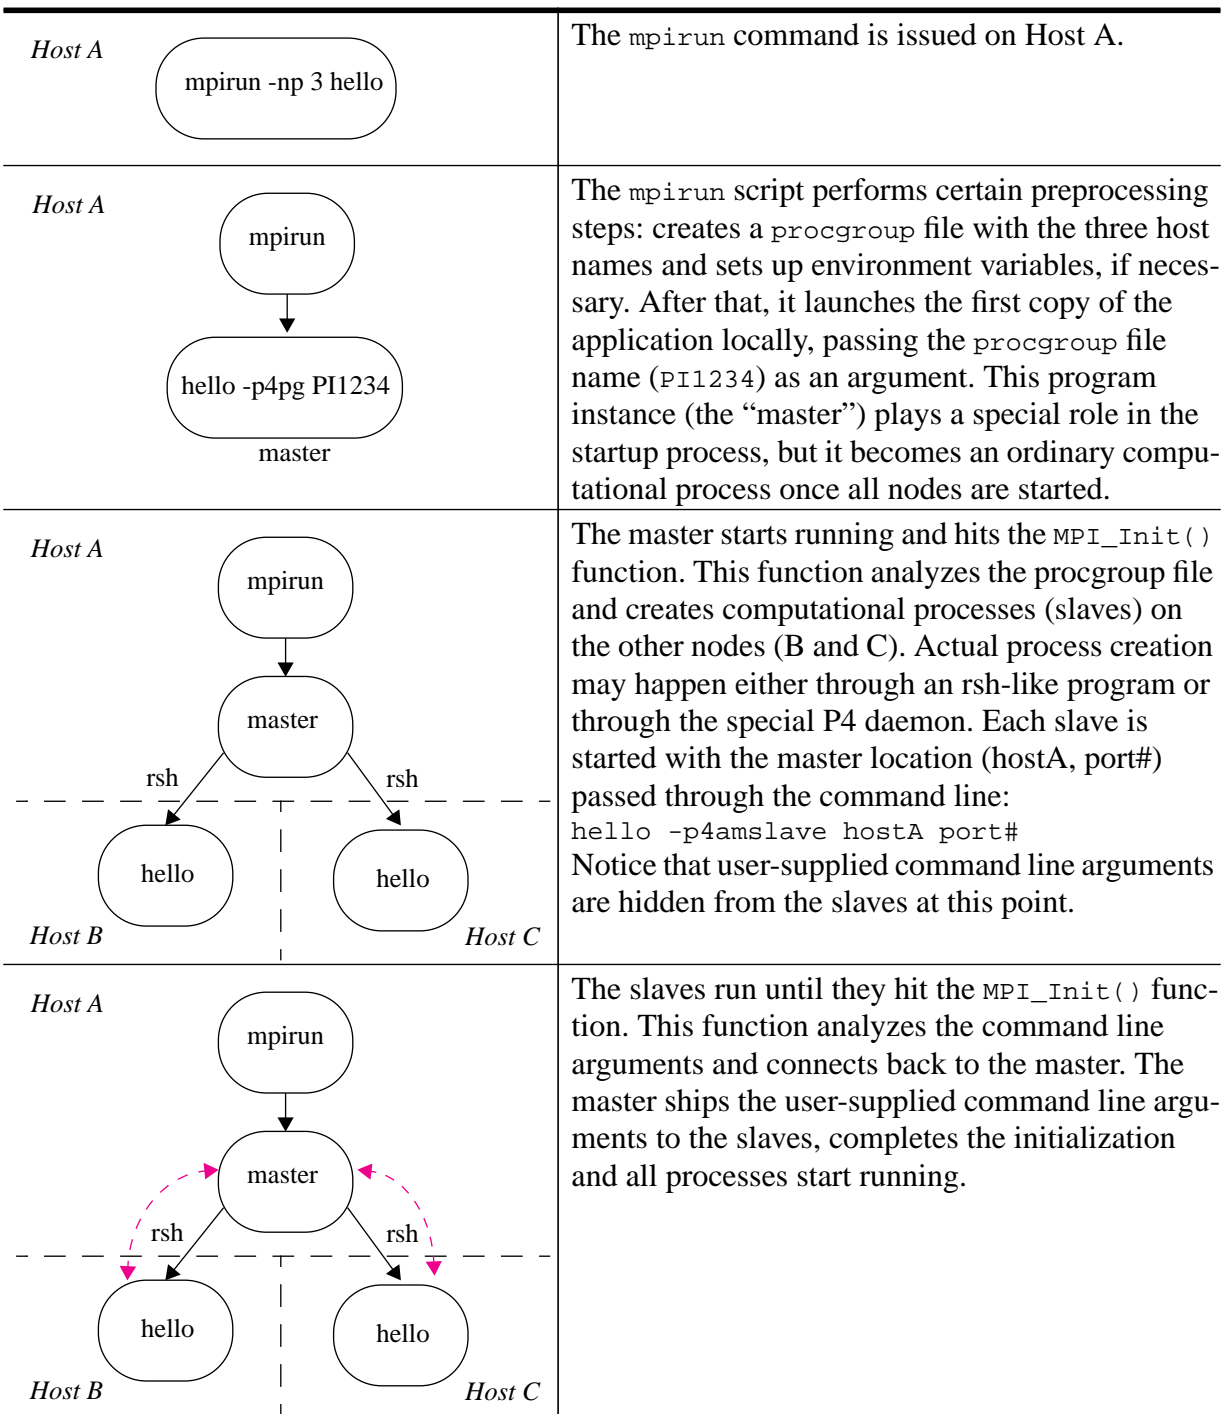 Host A
mpirun -np 3 hello
The mpirun command is issued on Host A.
Host A
mpirun
hello -p4pg PI1234
master
The mpirun script performs certain preprocessing
steps: creates a procgroup file with the three host
names and sets up environment variables, if neces-
sary. After that, it launches the first copy of the
application locally, passing the procgroup file
name (PI1234) as an argument. This program
instance (the “master”) plays a special role in the
startup process, but it becomes an ordinary compu-
tational process once all nodes are started.
Host A
mpirun
master
rsh
rsh
hello
hello
Host B
Host C
The master starts running and hits the MPI_Init()
function. This function analyzes the procgroup file
and creates computational processes (slaves) on
the other nodes (B and C). Actual process creation
may happen either through an rsh-like program or
through the special P4 daemon. Each slave is
started with the master location (hostA, port#)
passed through the command line:
hello -p4amslave hostA port#
Notice that user-supplied command line arguments
are hidden from the slaves at this point.
Host A
mpirun
master
rsh
rsh
hello
hello
Host B
Host C
The slaves run until they hit the MPI_Init() func-
tion. This function analyzes the command line
arguments and connects back to the master. The
master ships the user-supplied command line argu-
ments to the slaves, completes the initialization
and all processes start running.